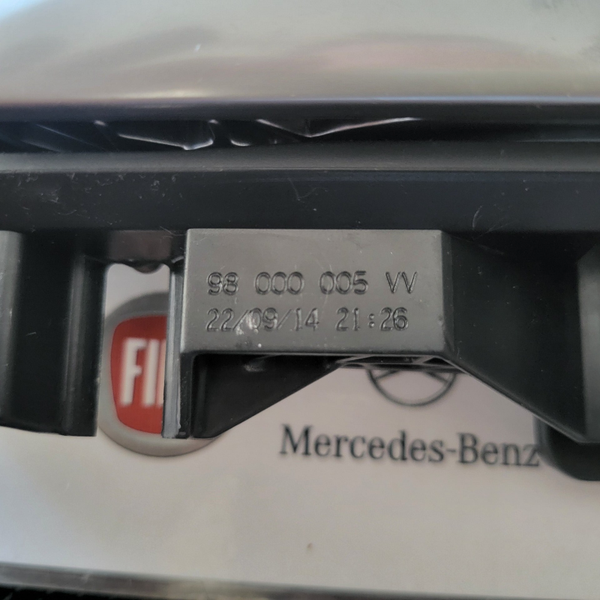 98 000 005 VV
22/09/14 21:26
FI
Mercedes-Benz